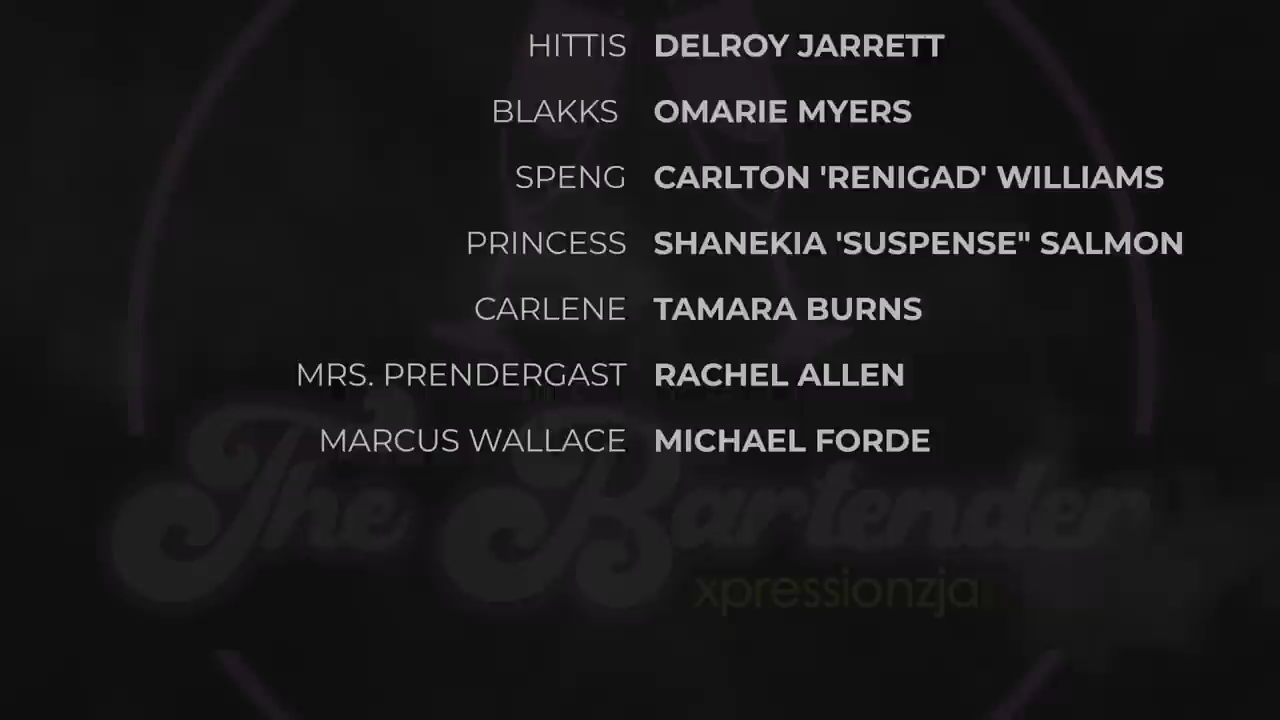 HITTIS DELROY JARRETT
BLAKKS OMARIE MYERS
SPENG CARLTON 'RENIGAD' WILLIAMS
PRINCESS SHANEKIA 'SUSPENSE" SALMON
CARLENE TAMARA BURNS
MRS. PRENDERGAST RACHEL ALLEN
MARCUS WALLACE MICHAEL FORDE
The Bartender
xpressionzja